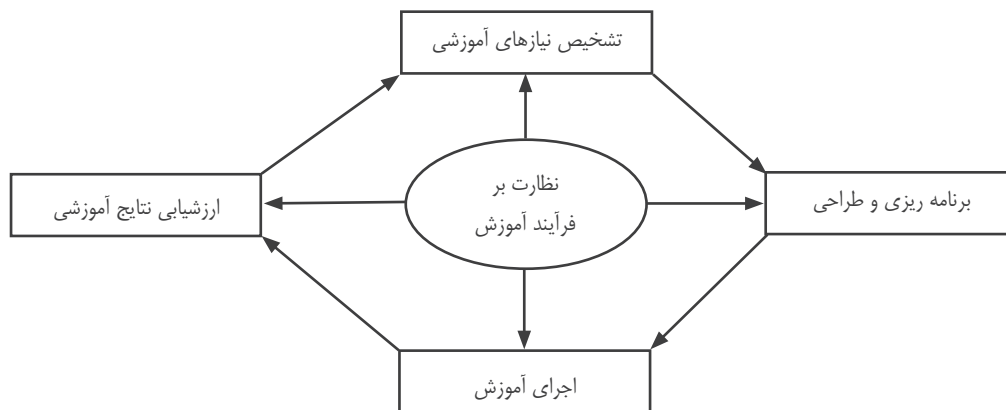 تشخیص نیازهای آموزشی
نظارت بر
فرآیند آموزش
برنامه ریزی و طراحی
ارزشیابی نتایج آموزشی
اجرای آموزش